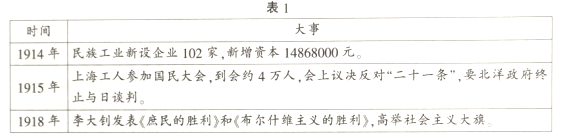 表 1
时间 大事
1914 年 民族工业新设企业 102 家,新增资本 14868000 元。
1915 年 上海工人参加国民大会,到会约 4 万人,会上议决反对“二十一条”,要北洋政府终
止与日谈判。
1918 年 李大钊发表《庶民的胜利》和《布尔什维主义的胜利》,高举社会主义大旗。